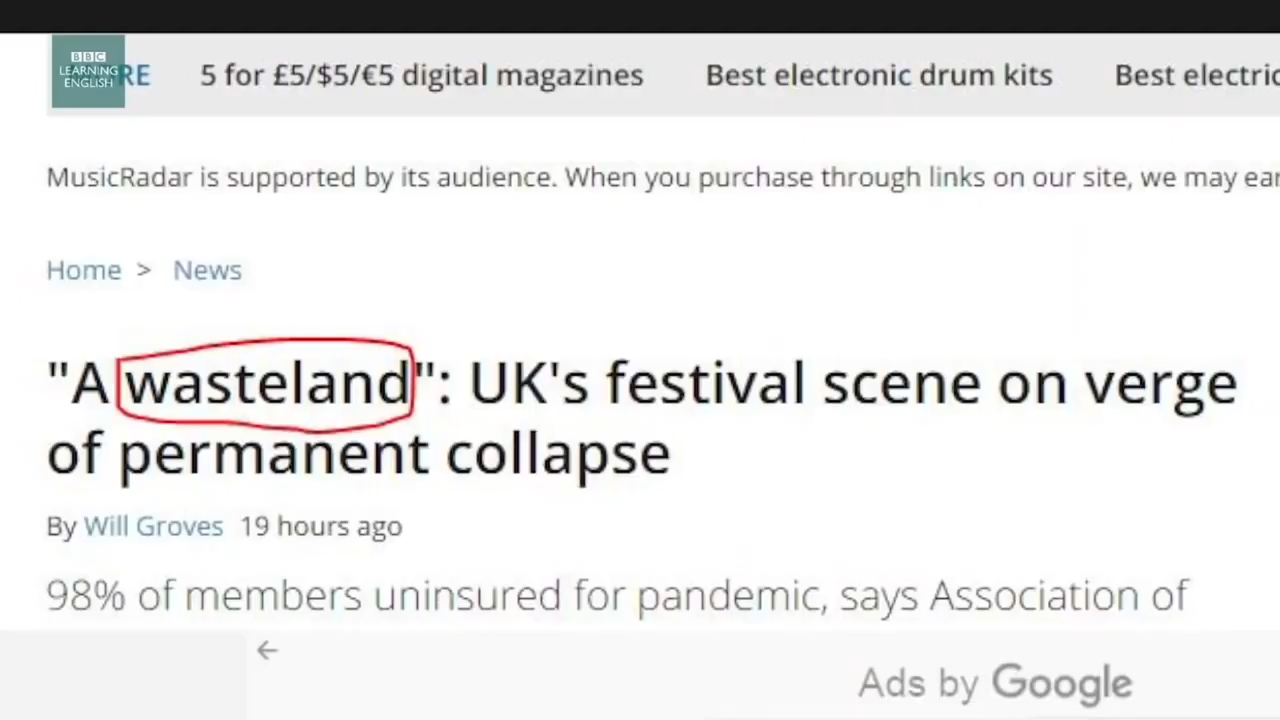 BBC
LEARNING
ENGLISH
RE 5 for £5/$5/€5 digital magazines Best electronic drum kits Best electric
MusicRadar is supported by its audience. When you purchase through links on our site, we may ear
Home > News
"A wasteland": UK's festival scene on verge
of permanent collapse
By Will Groves 19 hours ago
98% of members uninsured for pandemic, says Association of
Ads by Google